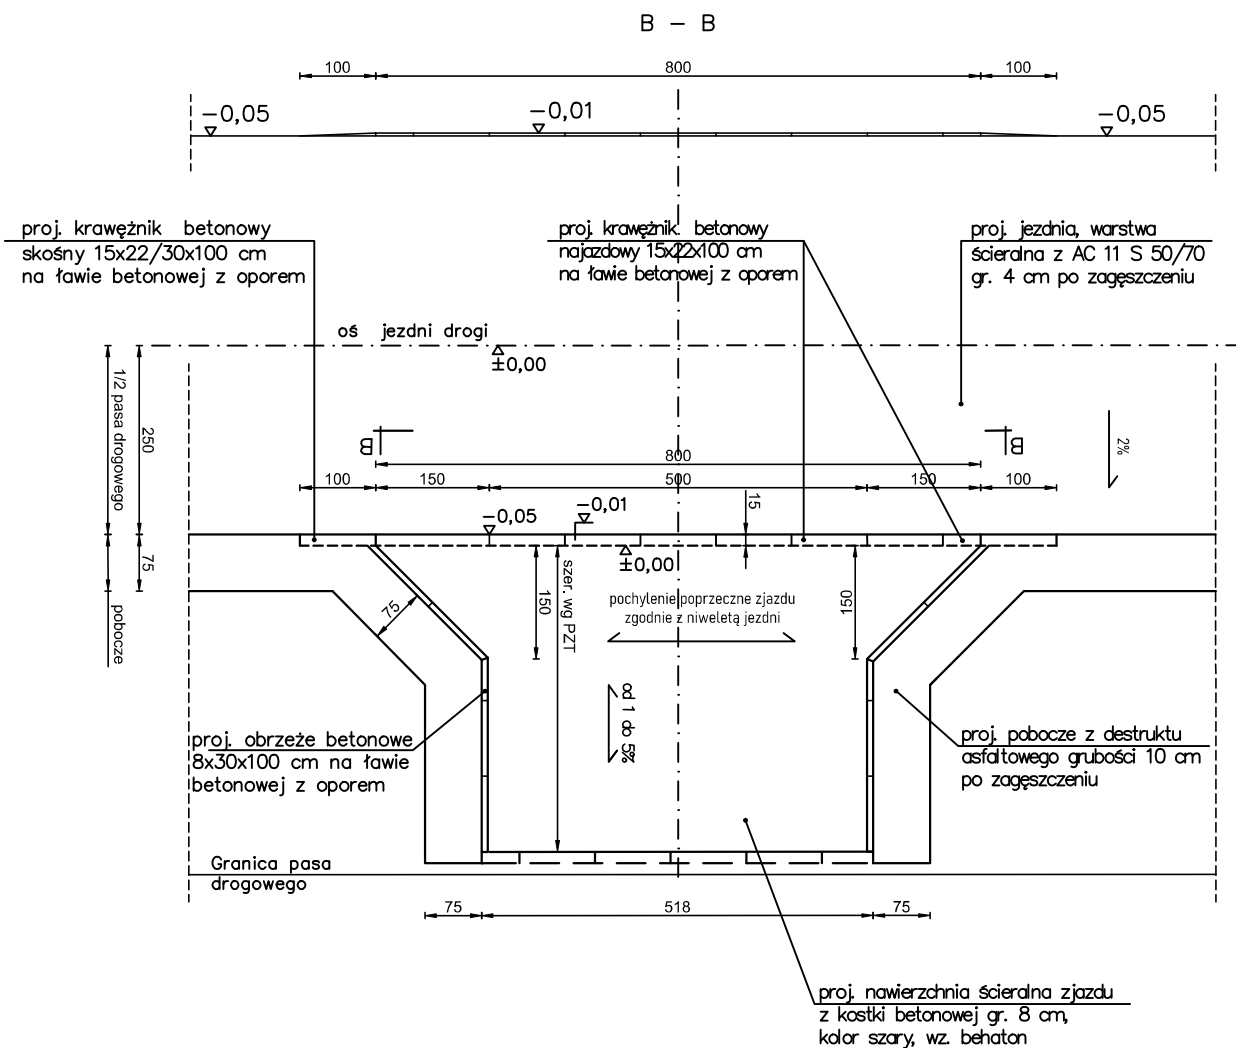 B - B
100
800
100
-0,05
-0,01
-0,05
proj. krawężnik betonowy
skośny 15x22/30x100 cm
na ławie betonowej z oporem
proj. krawężnik betonowy
najazdowy 15x22x100 cm
na ławie betonowej z oporem
proj. jezdnia, warstwa
ścieralna z AC 11 S 50/70
gr. 4 cm po zagęszczeniu
oś jezdni drogi
±0,00
1/2 pasa drogowego
250
B
B
2%
800
100
150
500
150
100
15
-0,05
-0,01
±0,00
75
pobocze
75
150
szer. wg PZT
150
pochylenie poprzeczne zjazdu
zgodnie z niweletą jezdni
od 1 do 5%
proj. obrzeże betonowe
8x30x100 cm na ławie
betonowej z oporem
proj. pobocze z destruktu
asfaltowego grubości 10 cm
po zagęszczeniu
Granica pasa
drogowego
75
518
75
proj. nawierzchnia ścieralna zjazdu
z kostki betonowej gr. 8 cm,
kolor szary, wz. behaton